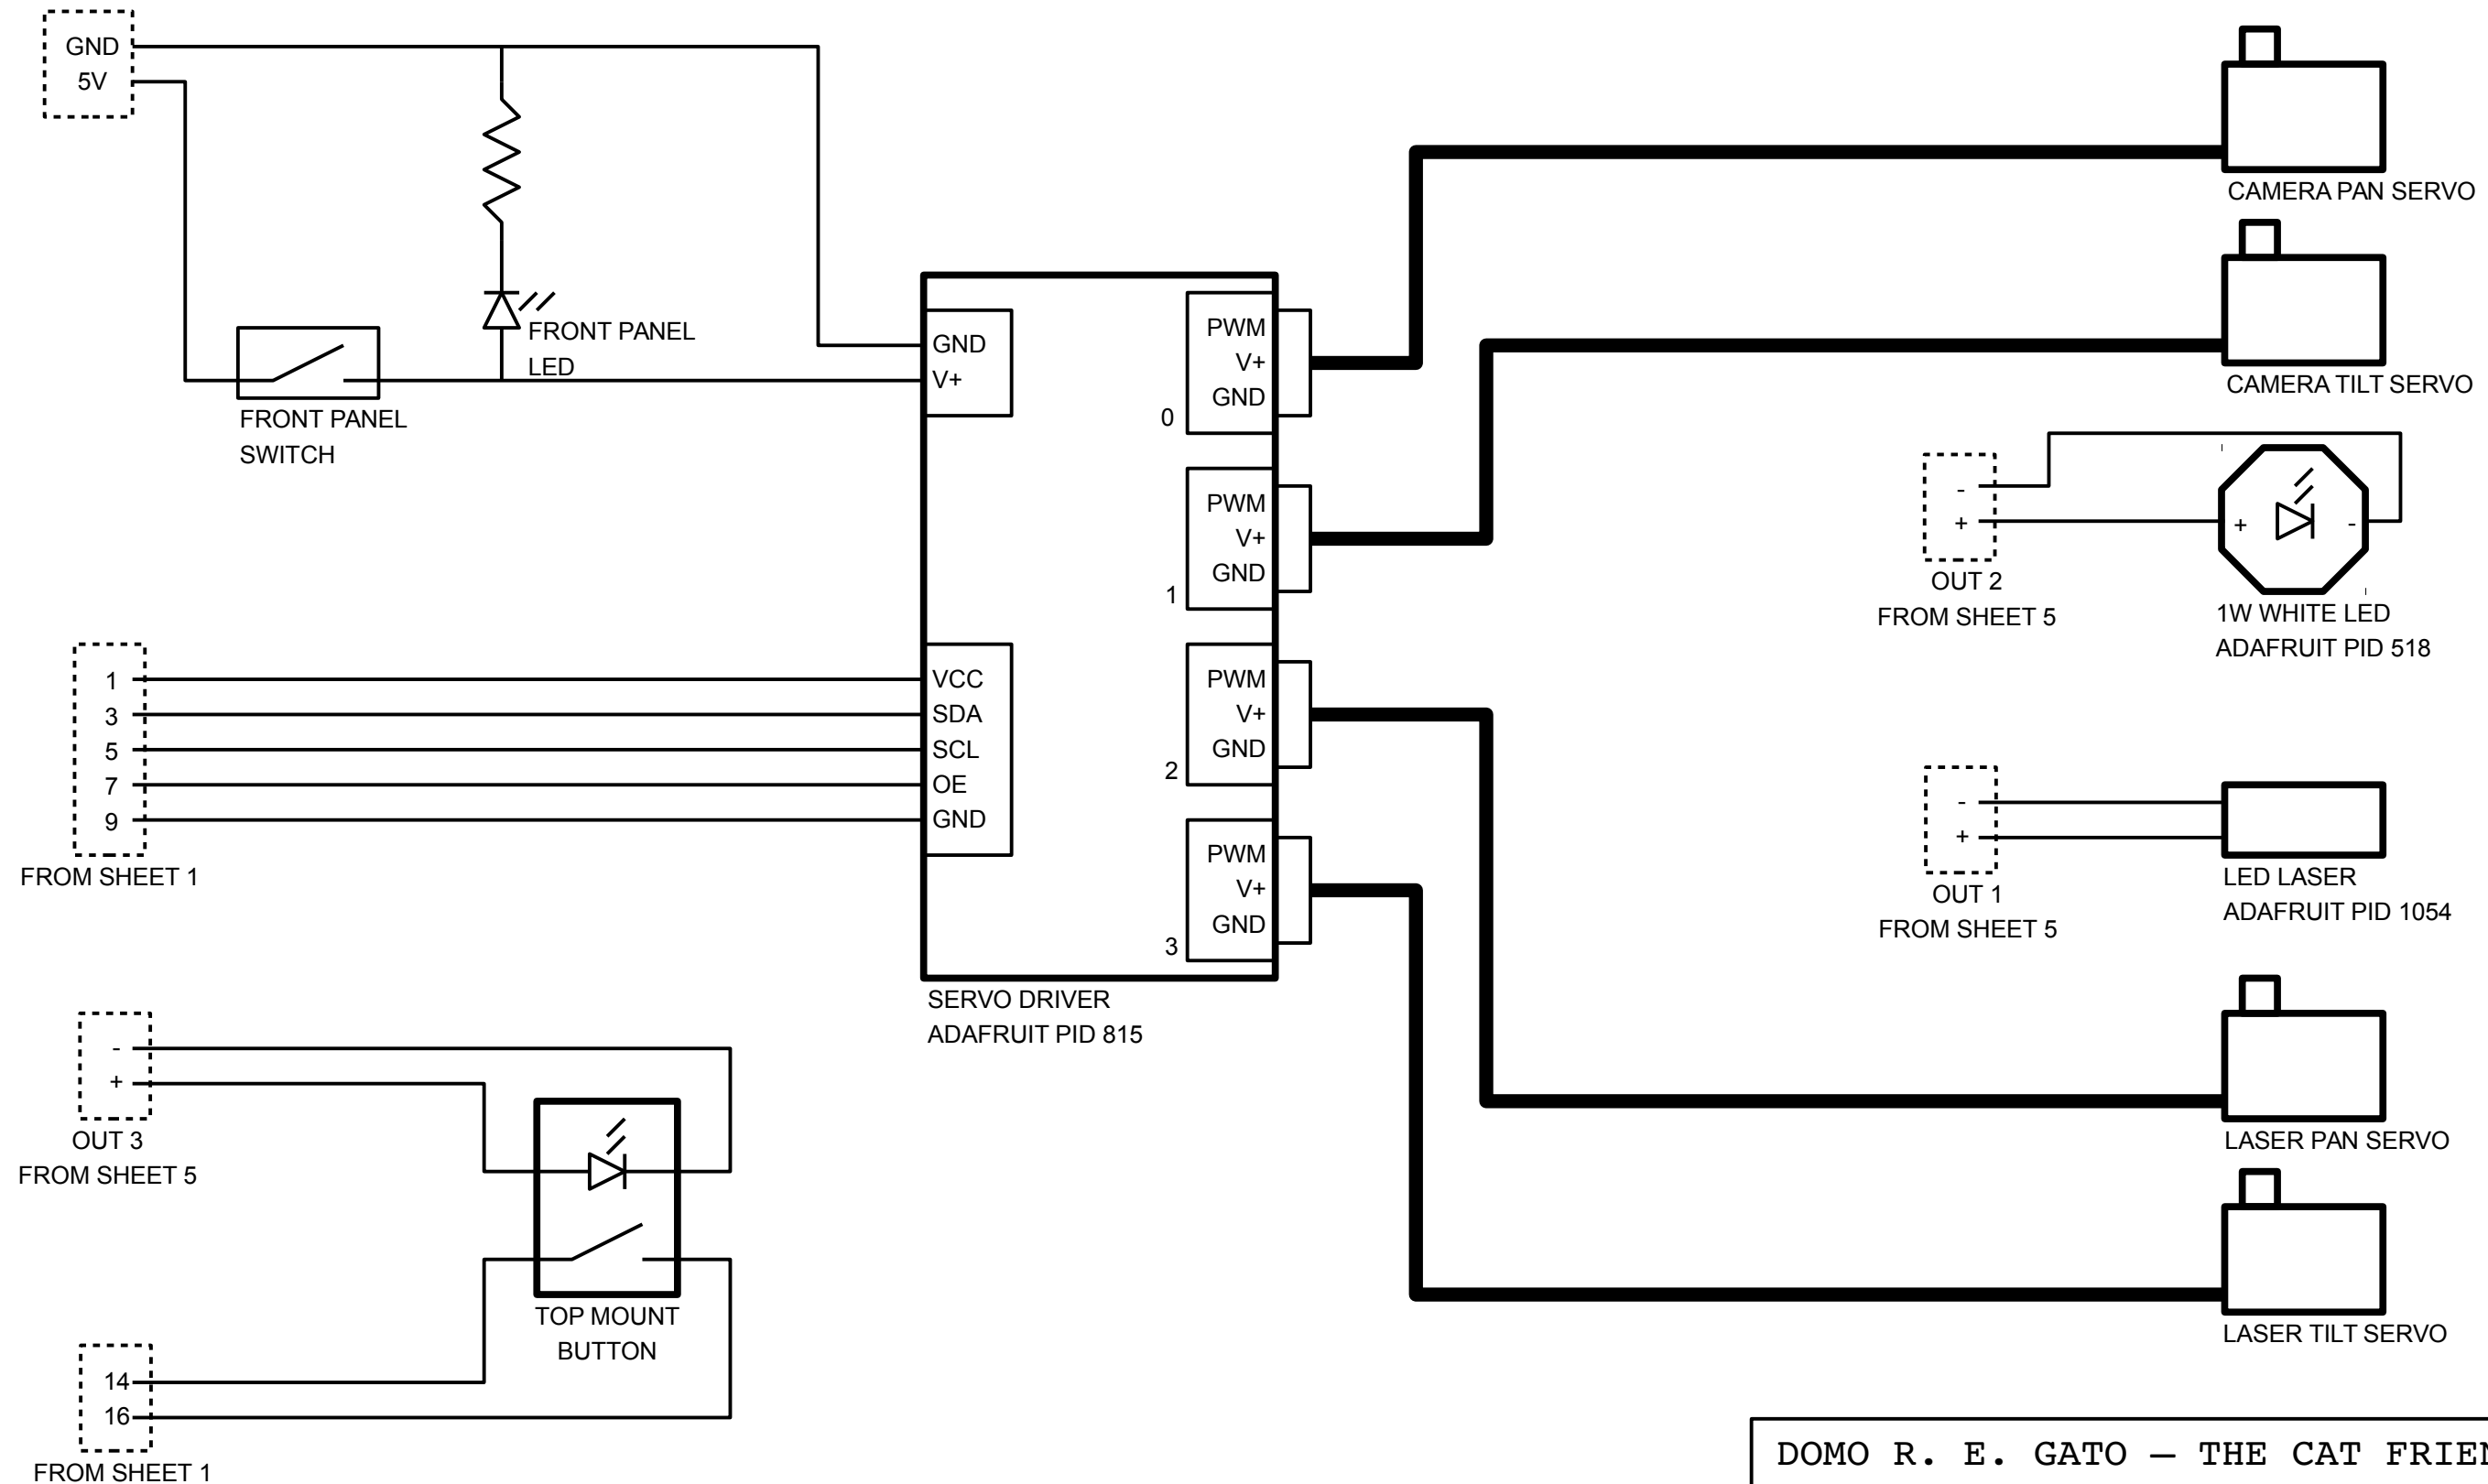 GND
5V
FRONT PANEL
LED
FRONT PANEL
SWITCH
GND
V+
VCC
SDA
SCL
OE
GND
PWM
V+
GND
0
PWM
V+
GND
1
PWM
V+
GND
2
PWM
V+
GND
3
SERVO DRIVER
ADAFRUIT PID 815
1
3
5
7
9
FROM SHEET 1
-
+
OUT 3
FROM SHEET 5
TOP MOUNT
BUTTON
14
16
FROM SHEET 1
CAMERA PAN SERVO
CAMERA TILT SERVO
-
+
OUT 2
FROM SHEET 5
+ -
1W WHITE LED
ADAFRUIT PID 518
-
+
OUT 1
FROM SHEET 5
LED LASER
ADAFRUIT PID 1054
LASER PAN SERVO
LASER TILT SERVO
DOMO R. E. GATO — THE CAT